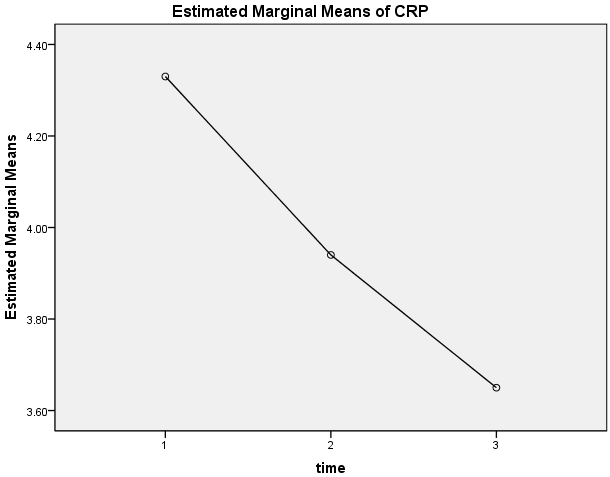 Estimated Marginal Means of CRP
Estimated Marginal Means
4.40
4.20
4.00
3.80
3.60
1
2
3
time